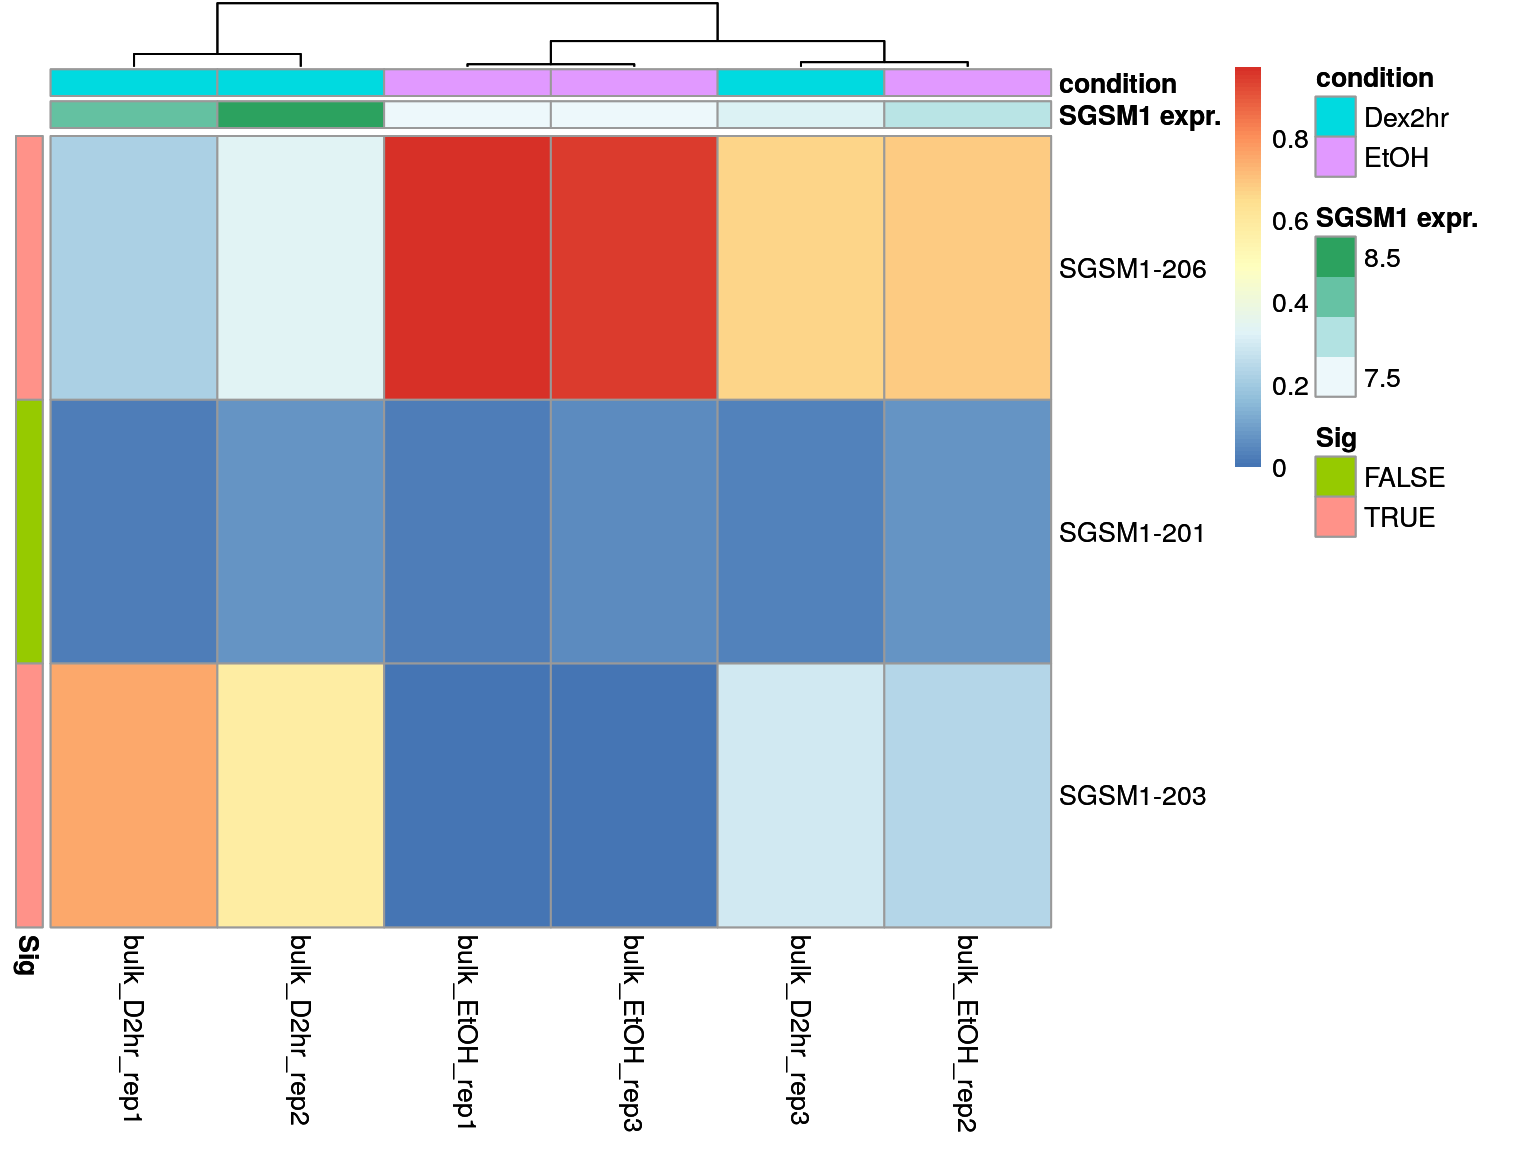 condition
SGSM1 expr.
SGSM1-206
SGSM1-201
SGSM1-203
0.8
0.6
0.4
0.2
0
condition
Dex2hr
EtOH
SGSM1 expr.
8.5
7.5
Sig
FALSE
TRUE
Sig
bulk_D2hr_rep1
bulk_D2hr_rep2
bulk_EtOH_rep1
bulk_EtOH_rep3
bulk_D2hr_rep3
bulk_EtOH_rep2